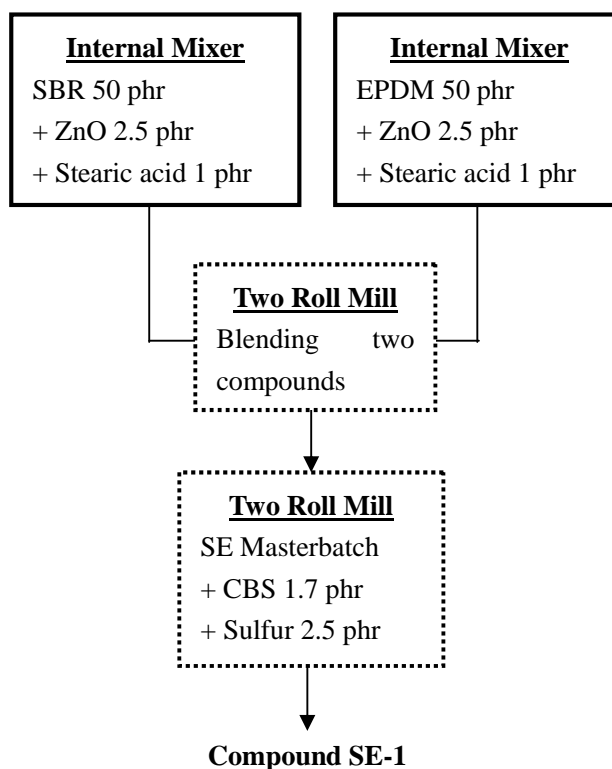 Internal Mixer
SBR 50 phr
+ ZnO 2.5 phr
+ Stearic acid 1 phr
Internal Mixer
EPDM 50 phr
+ ZnO 2.5 phr
+ Stearic acid 1 phr
Two Roll Mill
Blending two
compounds
Two Roll Mill
SE Masterbatch
+ CBS 1.7 phr
+ Sulfur 2.5 phr
Compound SE-1